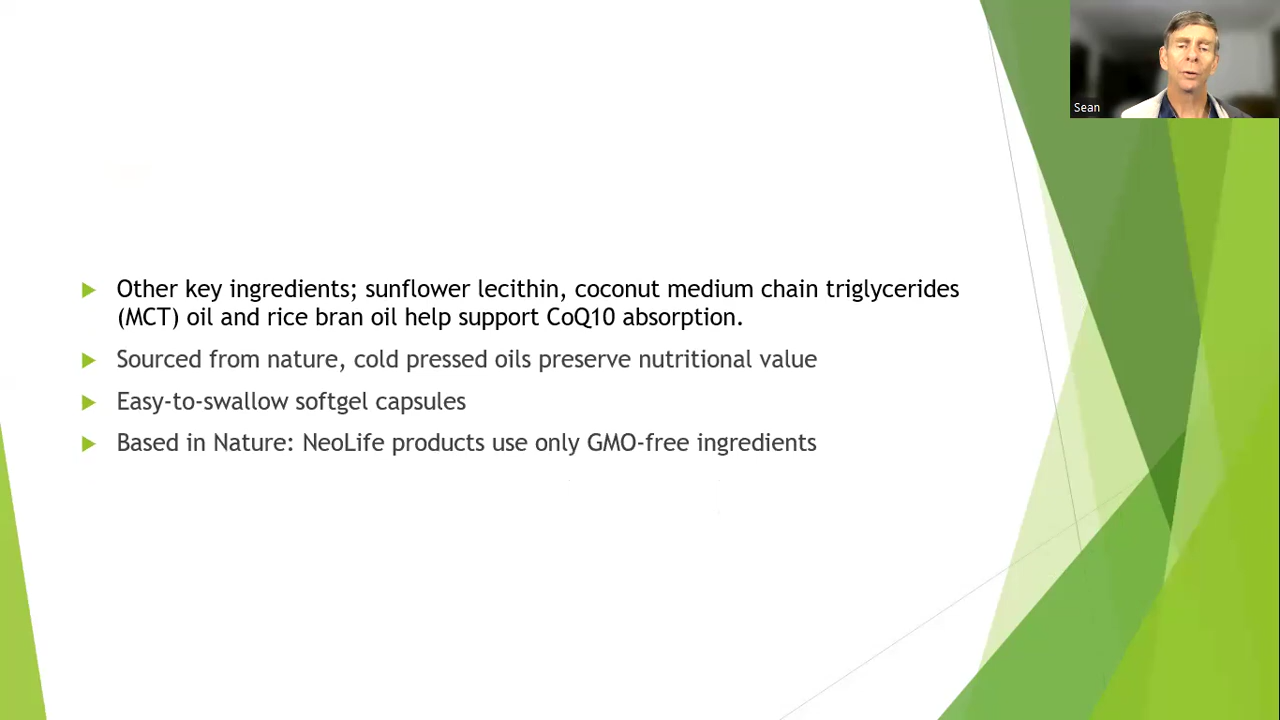 Sean
Other key ingredients; sunflower lecithin, coconut medium chain triglycerides
(MCT) oil and rice bran oil help support CoQ10 absorption.
Sourced from nature, cold pressed oils preserve nutritional value
Easy-to-swallow softgel capsules
Based in Nature: NeoLife products use only GMO-free ingredients